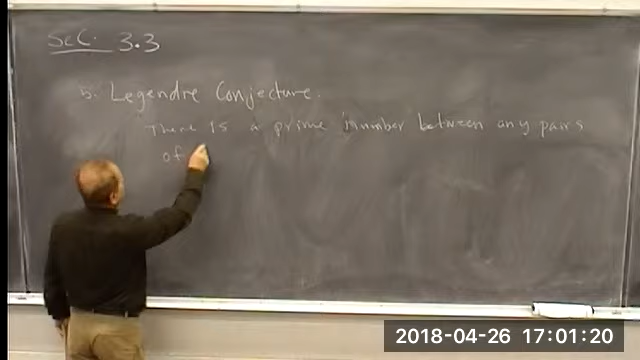 Sec. 3.3
5. Legendre Conjecture.
There is a prime number between any pairs
of
2018-04-26 17:01:20